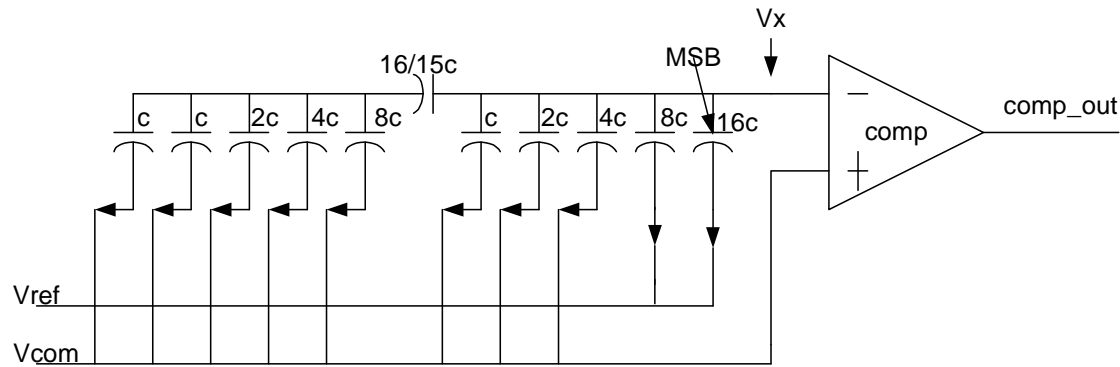 Vx
MSB
16/15c
c c 2c 4c 8c c 2c 4c 8c 16c
comp
comp_out
Vref
Vcom